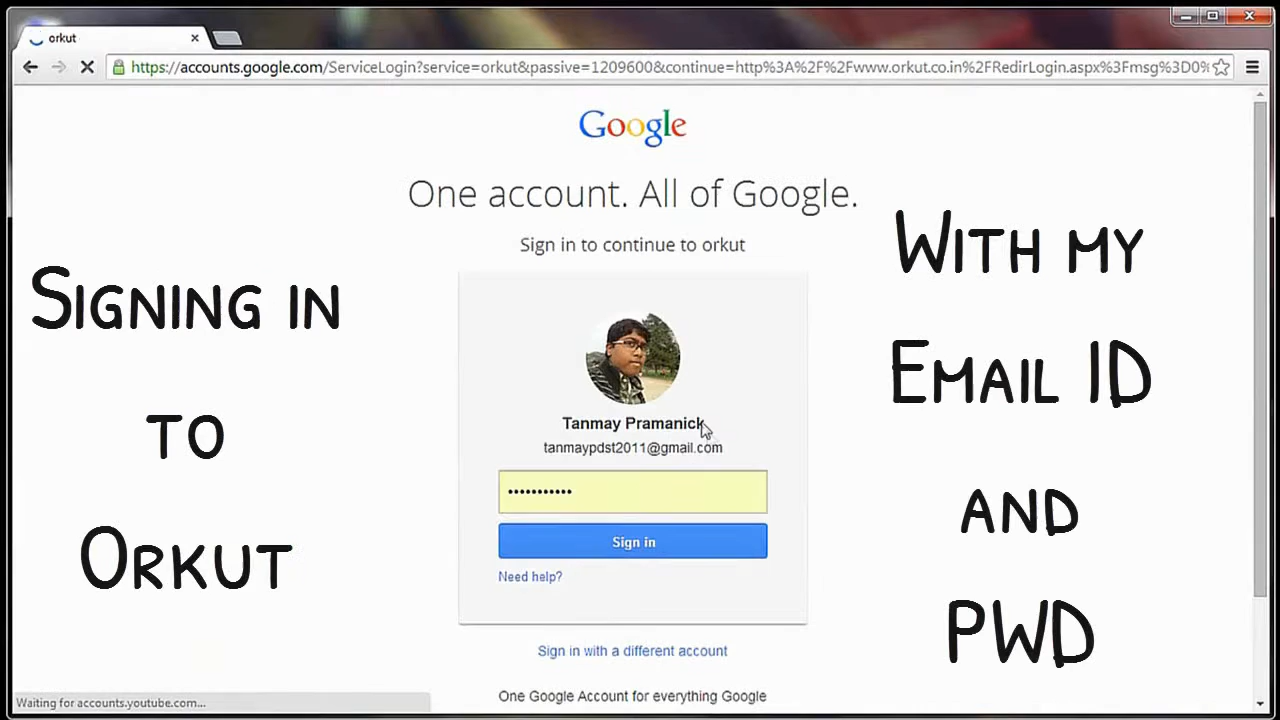 orkut
https://accounts.google.com/ServiceLogin?service=orkut&passive=1209600&continue=http%3A%2F%2Fwww.orkut.co.in%2FRedirLogin.aspx%3Fmsg%3D0%
Google
One account. All of Google.
Sign in to continue to orkut
SIGNING IN
TO
ORKUT
WITH MY
EMAIL ID
AND
PWD
Tanmay Pramanick
tanmaypdst2011@gmail.com
•••••••••••
Sign in
Need help?
Sign in with a different account
One Google Account for everything Google
Waiting for accounts.youtube.com...